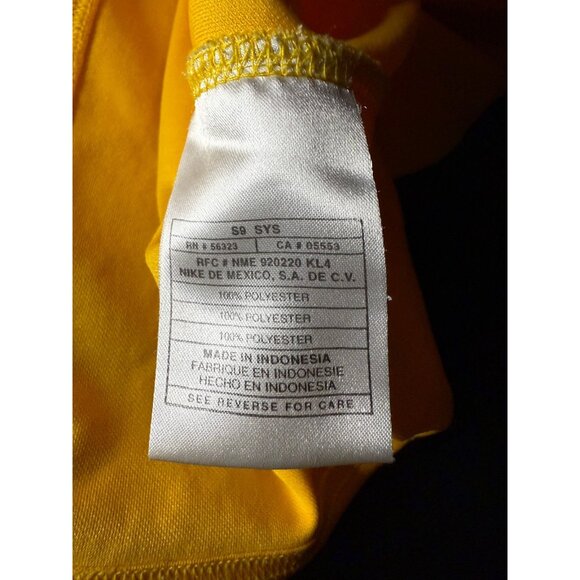 S9 SYS
RN # 56323 CA # 05553
RFC # NME 920220 KL4
NIKE DE MEXICO, S.A. DE C.V.
100% POLYESTER
100% POLYESTER
100% POLYESTER
MADE IN INDONESIA
FABRIQUE EN INDONESIE
HECHO EN INDONESIA
SEE REVERSE FOR CARE